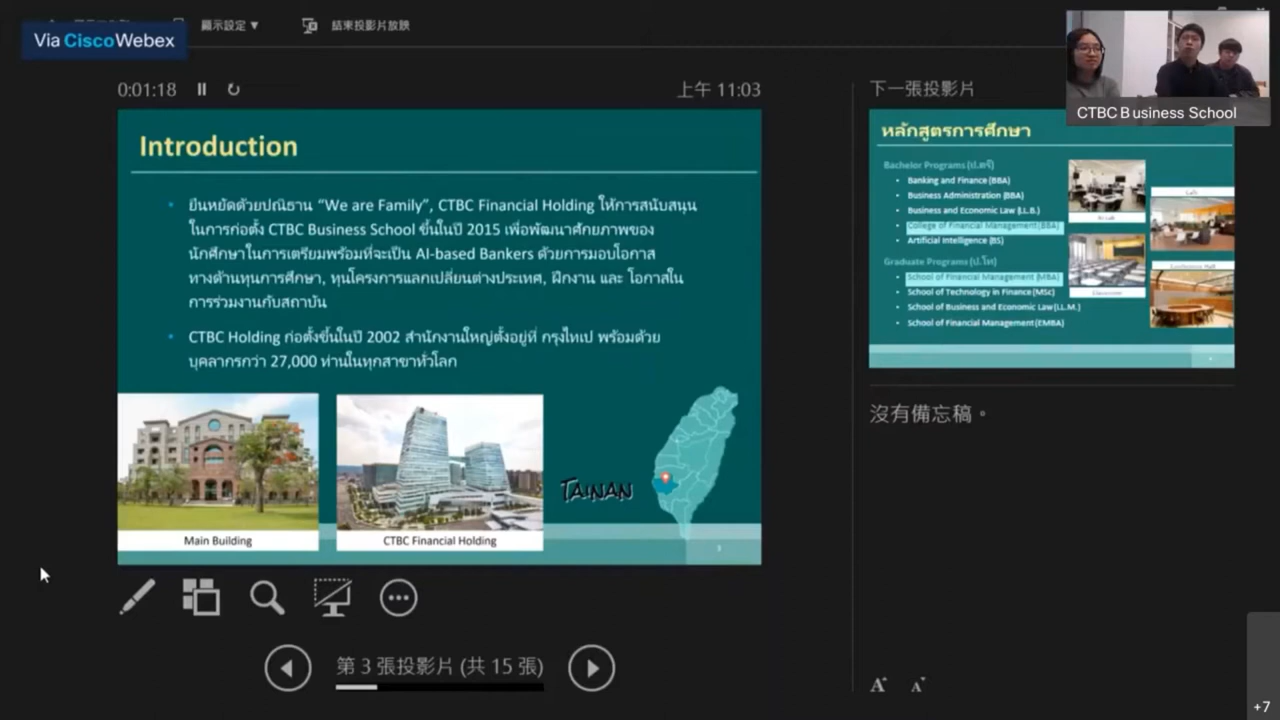 顯示設定 ▼
結束投影片放映
Via CiscoWebex
0:01:18
上午 11:03
下一張投影片
CTBC Business School
Introduction
• ยืนหยัดด้วยปณิธาน “We are Family”, CTBC Financial Holding ให้การสนับสนุน
ในการก่อตั้ง CTBC Business School ขึ้นในปี 2015 เพื่อพัฒนาศักยภาพของ
นักศึกษาในการเตรียมพร้อมที่จะเป็น AI-based Bankers ด้วยการมอบโอกาส
ทางด้านทุนการศึกษา, ทุนโครงการแลกเปลี่ยนต่างประเทศ, ฝึกงาน และ โอกาสใน
การร่วมงานกับสถาบัน
• CTBC Holding ก่อตั้งขึ้นในปี 2002 สำนักงานใหญ่ตั้งอยู่ที่ กรุงไทเป พร้อมด้วย
บุคลากรกว่า 27,000 ท่านในทุกสาขาทั่วโลก
TAINAN
Main Building
CTBC Financial Holding
3
หลักสูตรการศึกษา
Bachelor Programs (ป.ตรี)
• Banking and Finance (BBA)
• Business Administration (BBA)
• Business and Economic Law (LL.B.)
• College of Financial Management (BBA)
• Artificial Intelligence (BS)
Graduate Programs (ป.โท)
• School of Financial Management (MBA)
• School of Technology in Finance (MSc)
• School of Business and Economic Law (LL.M.)
• School of Financial Management (EMBA)
AI Lab
Classroom
Conference Hall
沒有備忘稿。
第 3 張投影片 (共 15 張)
A A
+7